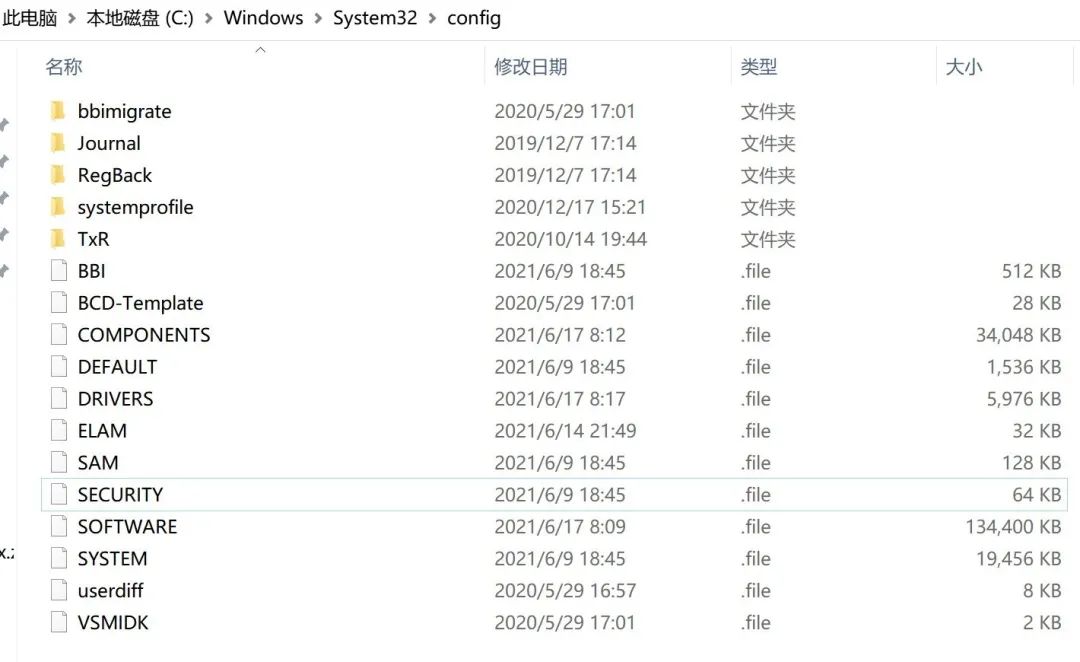 此电脑 > 本地磁盘 (C:) > Windows > System32 > config
名称 修改日期 类型 大小
bbimigrate 2020/5/29 17:01 文件夹
Journal 2019/12/7 17:14 文件夹
RegBack 2019/12/7 17:14 文件夹
systemprofile 2020/12/17 15:21 文件夹
TxR 2020/10/14 19:44 文件夹
BBI 2021/6/9 18:45 .file 512 KB
BCD-Template 2020/5/29 17:01 .file 28 KB
COMPONENTS 2021/6/17 8:12 .file 34,048 KB
DEFAULT 2021/6/9 18:45 .file 1,536 KB
DRIVERS 2021/6/17 8:17 .file 5,976 KB
ELAM 2021/6/14 21:49 .file 32 KB
SAM 2021/6/9 18:45 .file 128 KB
SECURITY 2021/6/9 18:45 .file 64 KB
SOFTWARE 2021/6/17 8:09 .file 134,400 KB
SYSTEM 2021/6/9 18:45 .file 19,456 KB
userdiff 2020/5/29 16:57 .file 8 KB
VSMIDK 2020/5/29 17:01 .file 2 KB